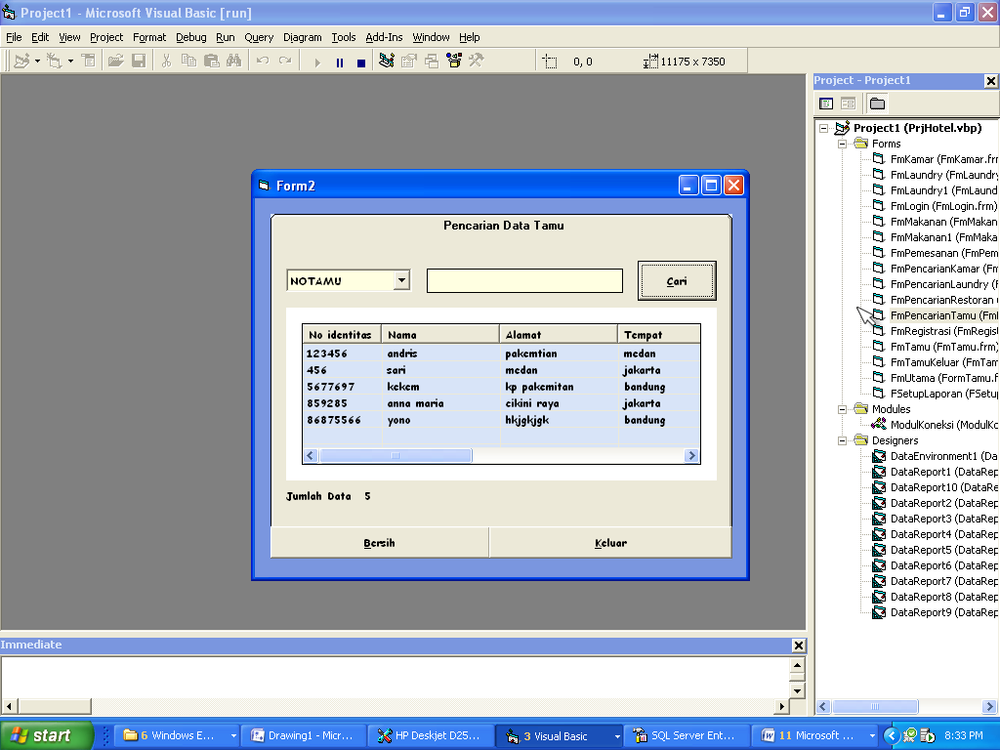 Project1 - Microsoft Visual Basic [run]
File Edit View Project Format Debug Run Query Diagram Tools Add-Ins Window Help
0, 0 11175 x 7350
Project - Project1
Project1 (PrjHotel.vbp)
Forms
FmKamar (FmKamar.frm
FmLaundry (FmLaundry
FmLaundry1 (FmLaund
FmLogin (FmLogin.frm)
FmMakanan (FmMakan
FmMakanan1 (FmMaka
FmPemesanan (FmPem
FmPencarianKamar (Fm
FmPencarianLaundry (F
FmPencarianRestoran (
FmPencarianTamu (Fml
FmRegistrasi (FmRegist
FmTamu (FmTamu.frm)
FmTamuKeluar (FmTam
FmUtama (FormTamu.f
FSetupLaporan (FSetup
Modules
ModulKoneksi (ModulKo
Designers
DataEnvironment1 (Da
DataReport1 (DataRep
DataReport10 (DataRe
DataReport2 (DataRep
DataReport3 (DataRep
DataReport4 (DataRep
DataReport5 (DataRep
DataReport6 (DataRep
DataReport7 (DataRep
DataReport8 (DataRep
DataReport9 (DataRep
Form2
Pencarian Data Tamu
NOTAMU Cari
No identitas Nama Alamat Tempat
123456 andris pakemtian medan
456 sari medan jakarta
5677697 kekem kp pakemitan bandung
859285 anna maria cikini raya jakarta
86875566 yono hkjgkjgk bandung
Jumlah Data 5
Bersih Keluar
Immediate
start 6 Windows E... Drawing1 - Micr... HP Deskjet D25... 3 Visual Basic SQL Server Ent... 11 Microsoft ... 8:33 PM